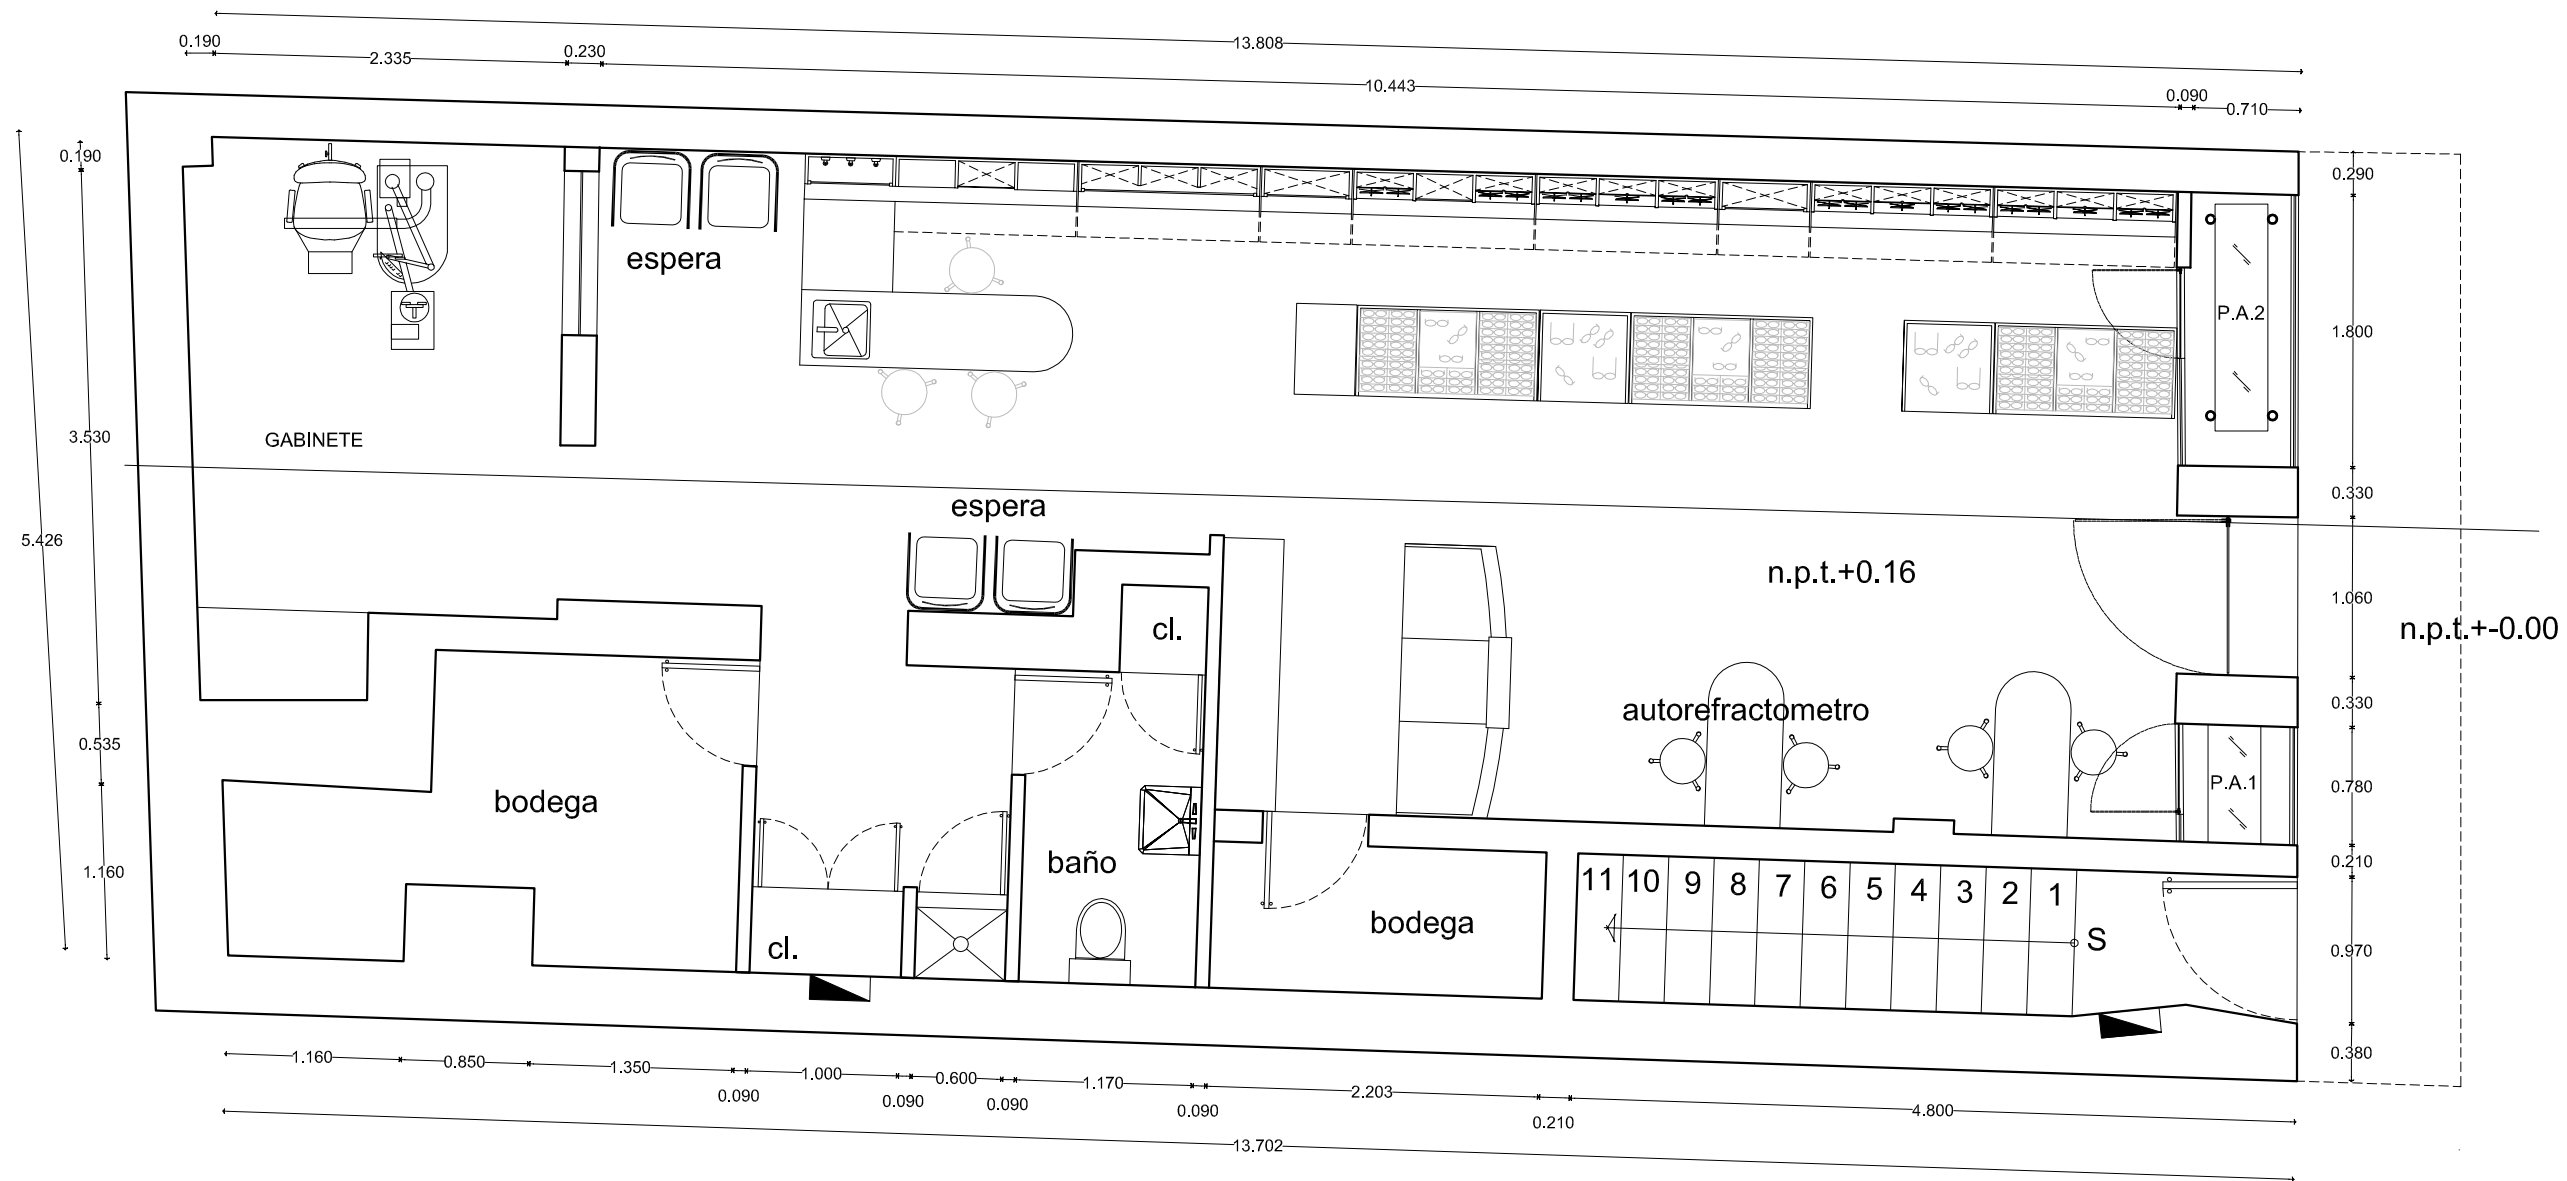 13.808
0.190
2.335
0.230
10.443
0.090
0.710
0.190
3.530
5.426
0.535
1.160
0.290
1.800
0.330
1.060
0.330
0.780
0.210
0.970
0.380
espera
P.A.2
GABINETE
espera
n.p.t.+0.16
n.p.t.+-0.00
cl.
autorefractometro
P.A.1
bodega
baño
cl.
bodega
11 10 9 8 7 6 5 4 3 2 1
S
1.160
0.850
1.350
0.090
1.000
0.090
0.600
0.090
1.170
0.090
2.203
0.210
4.800
13.702